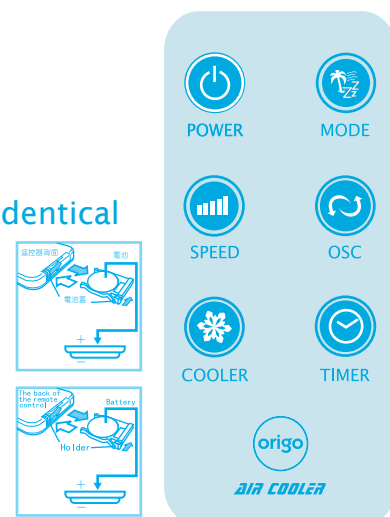 POWER
MODE
dentical
SPEED
OSC
遙控器背面
電池
電池蓋
+
−
COOLER
TIMER
The back of
the remote
control
Battery
Holder
+
−
origo
AIR COOLER